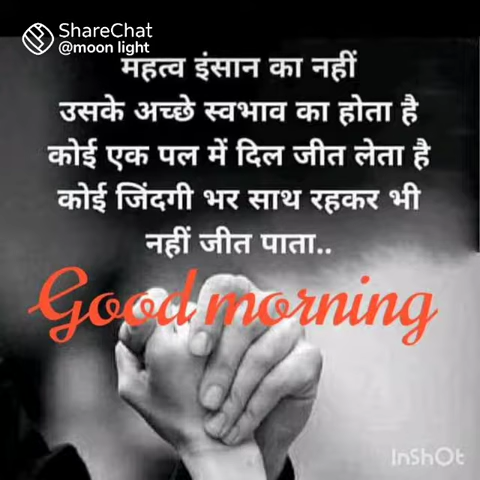 ShareChat
@moon light
महत्व इंसान का नहीं
उसके अच्छे स्वभाव का होता है
कोई एक पल में दिल जीत लेता है
कोई जिंदगी भर साथ रहकर भी
नहीं जीत पाता..
Good morning
InShOt